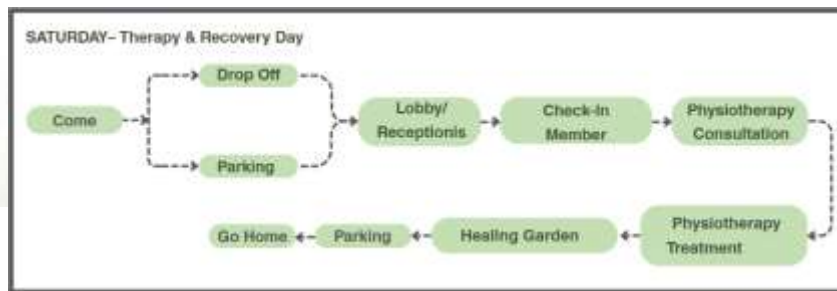 SATURDAY– Therapy & Recovery Day
Come
Drop Off
Parking
Lobby/
Receptionis
Check-In
Member
Physiotherapy
Consultation
Physiotherapy
Treatment
Healing Garden
Parking
Go Home